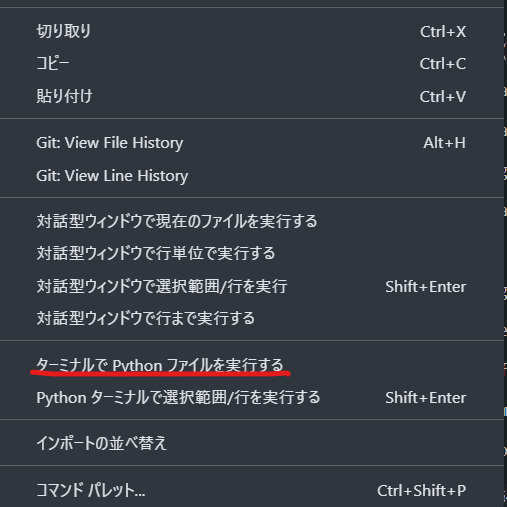 切り取り Ctrl+X
コピー Ctrl+C
貼り付け Ctrl+V
Git: View File History Alt+H
Git: View Line History
対話型ウィンドウで現在のファイルを実行する
対話型ウィンドウで行単位で実行する
対話型ウィンドウで選択範囲/行を実行 Shift+Enter
対話型ウィンドウで行まで実行する
ターミナルで Python ファイルを実行する
Python ターミナルで選択範囲/行を実行する Shift+Enter
インポートの並べ替え
コマンド パレット... Ctrl+Shift+P